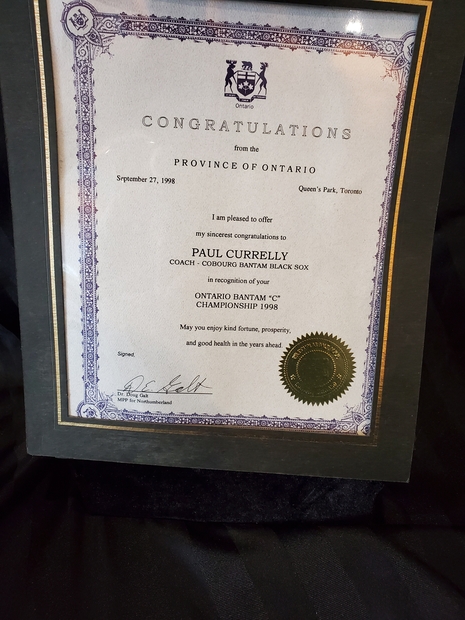 Ontario
CONGRATULATIONS
from the
PROVINCE OF ONTARIO
September 27, 1998
Queen's Park, Toronto
I am pleased to offer
my sincerest congratulations to
PAUL CURRELLY
COACH - COBOURG BANTAM BLACK SOX
in recognition of your
ONTARIO BANTAM "C"
CHAMPIONSHIP 1998
May you enjoy kind fortune, prosperity,
and good health in the years ahead.
Signed,
Dr. Doug Galt
MPP for Northumberland